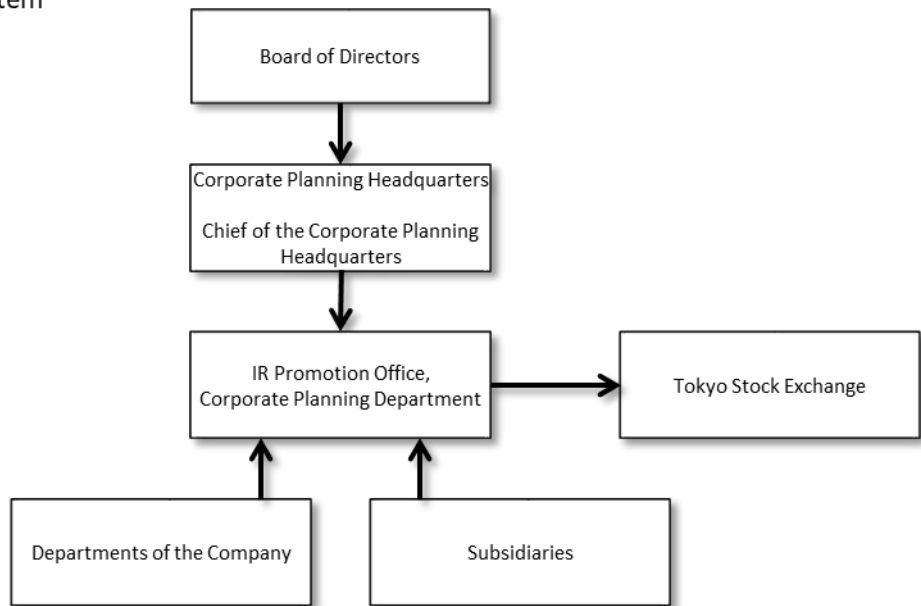 Board of Directors
Corporate Planning Headquarters
Chief of the Corporate Planning
Headquarters
IR Promotion Office,
Corporate Planning Department
Tokyo Stock Exchange
Departments of the Company
Subsidiaries